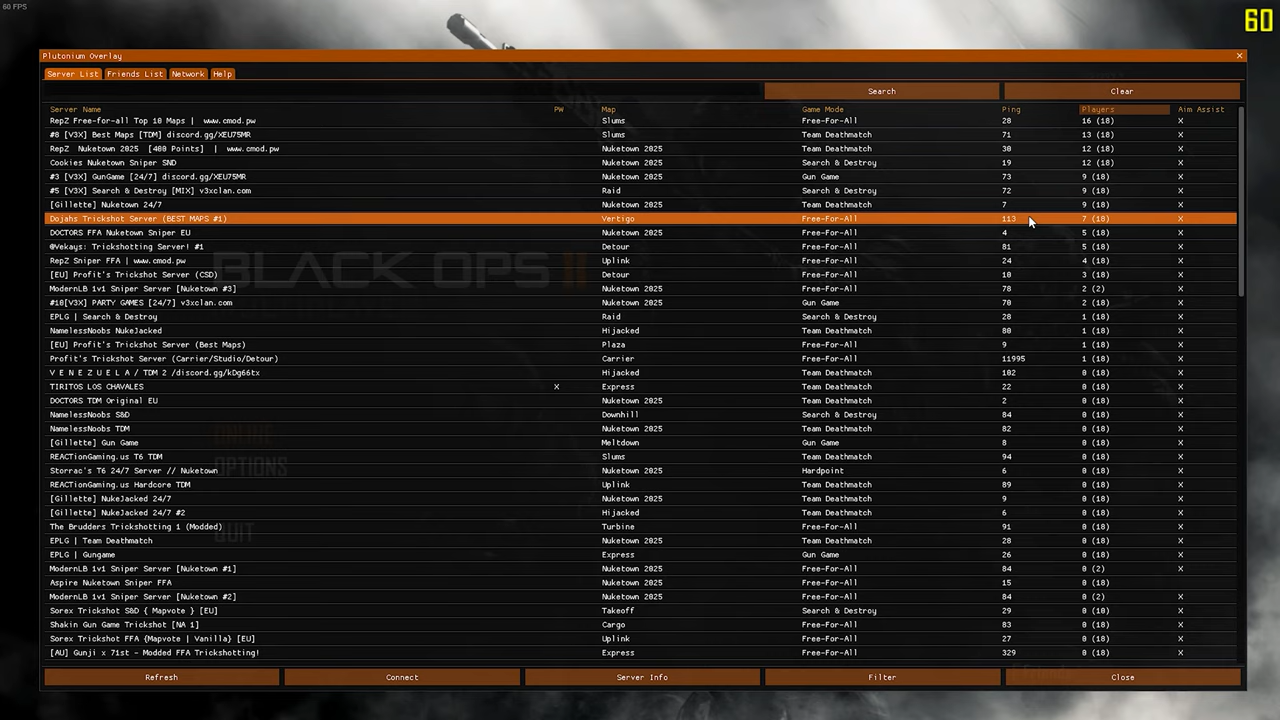 60 FPS
60
Plutonium Overlay
Server List Friends List Network Help
Search Clear
Server Name PW Map Game Mode Ping Players Aim Assist
RepZ Free-for-all Top 10 Maps | www.cmod.pw Slums Free-For-All 28 16 (18) X
#8 [V3X] Best Maps [TDM] discord.gg/XEU75MR Slums Team Deathmatch 71 13 (18) X
RepZ Nuketown 2025 [400 Points] | www.cmod.pw Nuketown 2025 Team Deathmatch 30 12 (18) X
Cookies Nuketown Sniper SND Nuketown 2025 Search & Destroy 19 12 (18) X
#3 [V3X] GunGame [24/7] discord.gg/XEU75MR Nuketown 2025 Gun Game 73 9 (18) X
#5 [V3X] Search & Destroy [MIX] v3xclan.com Raid Search & Destroy 72 9 (18) X
[Gillette] Nuketown 24/7 Nuketown 2025 Team Deathmatch 7 9 (18) X
Dojahs Trickshot Server (BEST MAPS #1) Vertigo Free-For-All 113 7 (18) X
DOCTORS FFA Nuketown Sniper EU Nuketown 2025 Free-For-All 4 5 (18) X
@Vekays: Trickshotting Server! #1 Detour Free-For-All 81 5 (18) X
RepZ Sniper FFA | www.cmod.pw Uplink Free-For-All 24 4 (18) X
[EU] Profit's Trickshot Server (CSD) Detour Free-For-All 10 3 (18) X
ModernLB 1v1 Sniper Server [Nuketown #3] Nuketown 2025 Free-For-All 78 2 (2) X
#10[V3X] PARTY GAMES [24/7] v3xclan.com Nuketown 2025 Gun Game 70 2 (18) X
EPLG | Search & Destroy Raid Search & Destroy 28 1 (18) X
NamelessNoobs NukeJacked Hijacked Team Deathmatch 80 1 (18) X
[EU] Profit's Trickshot Server (Best Maps) Plaza Free-For-All 9 1 (18) X
Profit's Trickshot Server (Carrier/Studio/Detour) Carrier Free-For-All 11995 1 (18) X
V E N E Z U E L A / TDM 2 /discord.gg/kDg66tx Hijacked Team Deathmatch 182 0 (18) X
TIRITOS LOS CHAVALES X Express Team Deathmatch 22 0 (18) X
DOCTORS TDM Original EU Nuketown 2025 Team Deathmatch 2 0 (18) X
NamelessNoobs S&D Downhill Search & Destroy 84 0 (18) X
NamelessNoobs TDM Nuketown 2025 Team Deathmatch 82 0 (18) X
[Gillette] Gun Game Meltdown Gun Game 8 0 (18) X
REACTionGaming.us T6 TDM Slums Team Deathmatch 94 0 (18) X
Storrac's T6 24/7 Server // Nuketown Nuketown 2025 Hardpoint 6 0 (18) X
REACTionGaming.us Hardcore TDM Uplink Team Deathmatch 89 0 (18) X
[Gillette] NukeJacked 24/7 Nuketown 2025 Team Deathmatch 9 0 (18) X
[Gillette] NukeJacked 24/7 #2 Hijacked Team Deathmatch 6 0 (18) X
The Brudders Trickshotting 1 (Modded) Turbine Free-For-All 91 0 (18) X
EPLG | Team Deathmatch Nuketown 2025 Team Deathmatch 28 0 (18) X
EPLG | Gungame Express Gun Game 26 0 (18) X
ModernLB 1v1 Sniper Server [Nuketown #1] Nuketown 2025 Free-For-All 84 0 (2) X
Aspire Nuketown Sniper FFA Nuketown 2025 Free-For-All 15 0 (18)
ModernLB 1v1 Sniper Server [Nuketown #2] Nuketown 2025 Free-For-All 84 0 (2) X
Sorex Trickshot S&D { Mapvote } [EU] Takeoff Search & Destroy 29 0 (18) X
Shakin Gun Game Trickshot [NA 1] Cargo Free-For-All 83 0 (18) X
Sorex Trickshot FFA {Mapvote | Vanilla} [EU] Uplink Free-For-All 27 0 (18) X
[AU] Gunji x 71st - Modded FFA Trickshotting! Express Free-For-All 329 0 (18) X
BLACK OPS II
ONLINE
OPTIONS
QUIT
Refresh Connect Server Info Filter Close